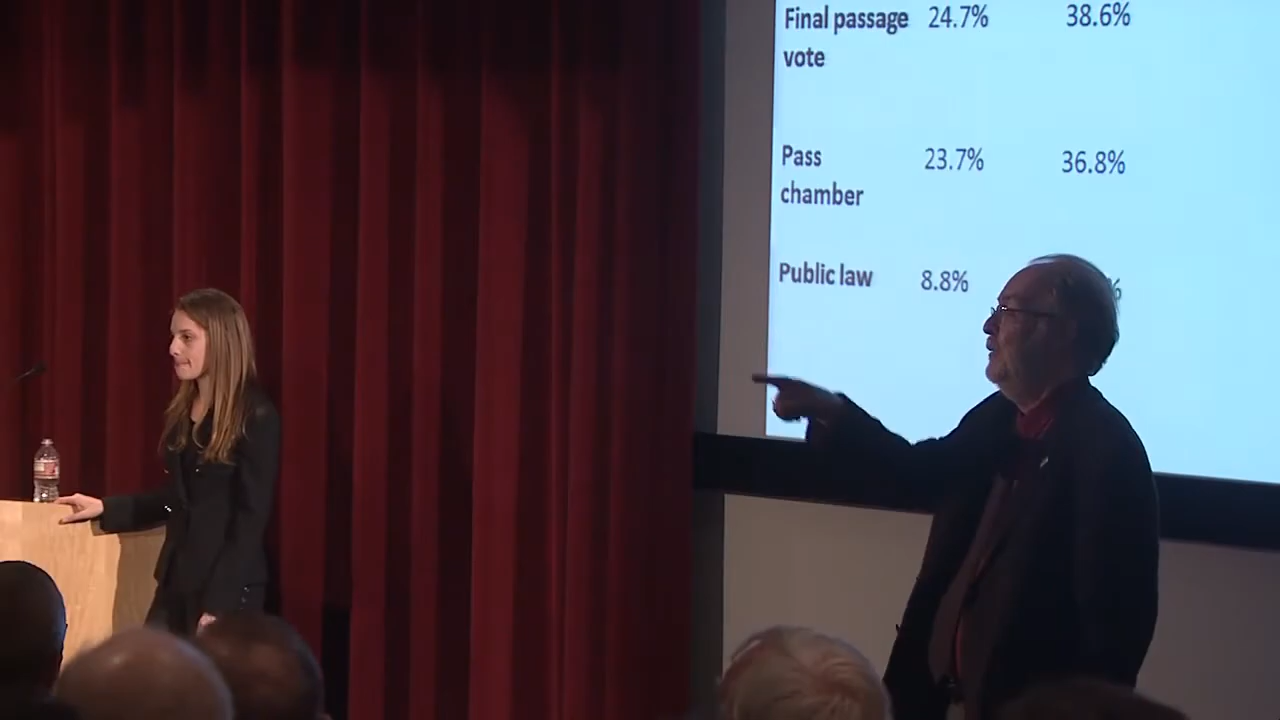 Final passage 24.7% 38.6%
vote
Pass 23.7% 36.8%
chamber
Public law 8.8% %